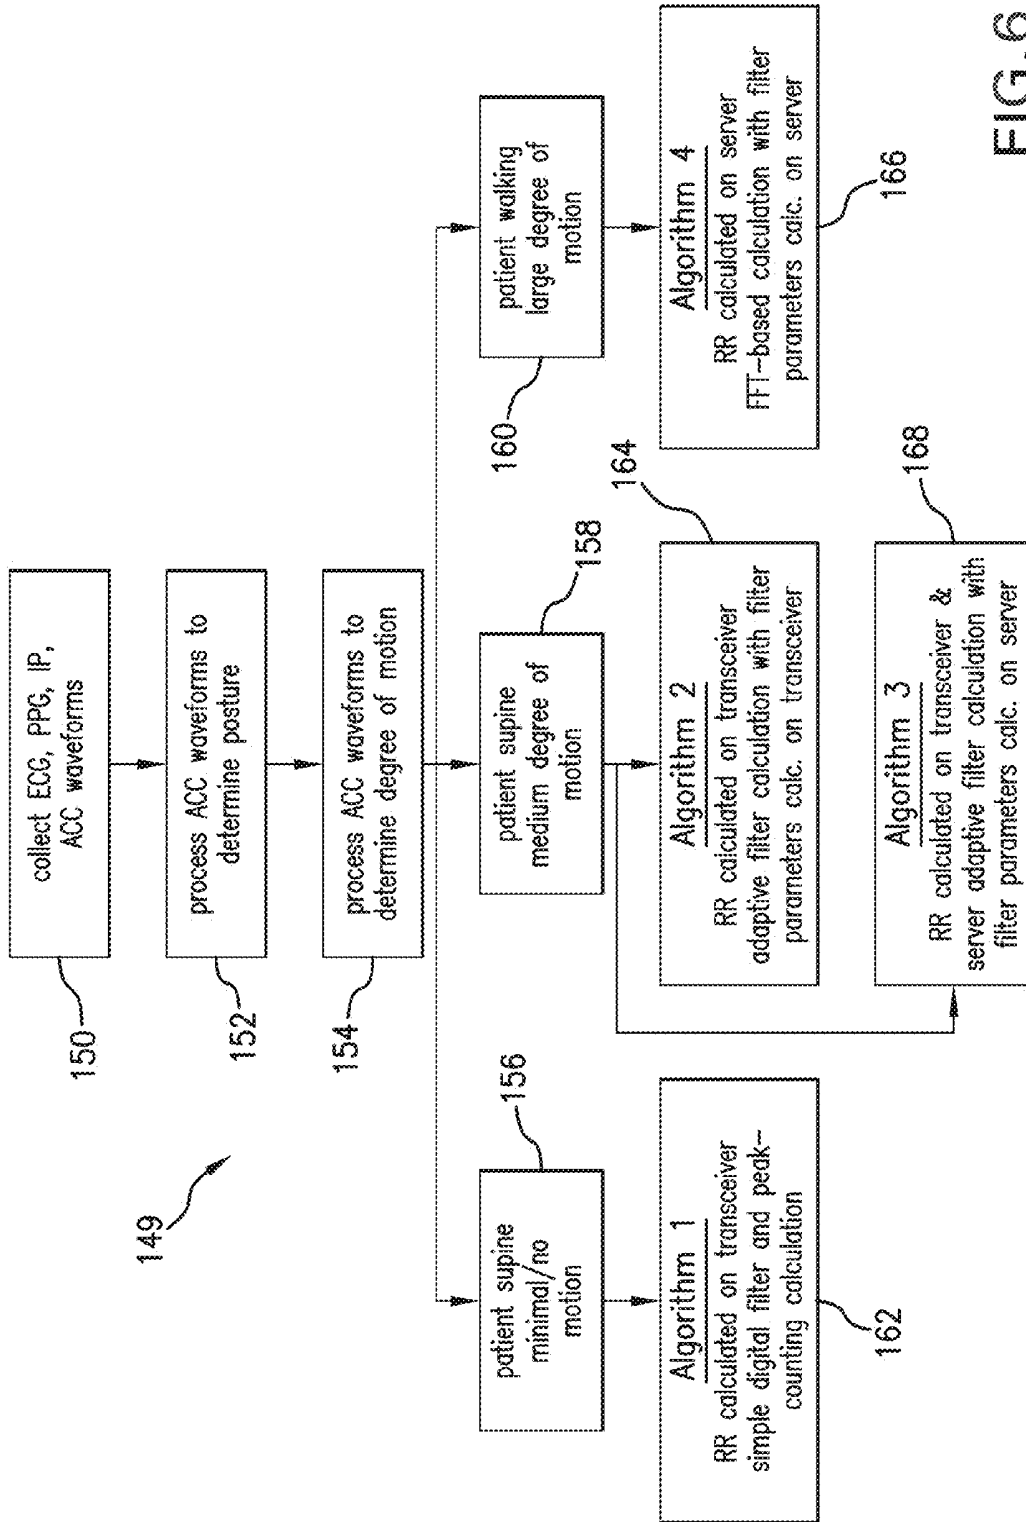 149
150
collect ECG, PPG, IP,
ACC waveforms
152
process ACC waveforms to
determine posture
154
process ACC waveforms to
determine degree of motion
156
patient supine
minimal/no
motion
158
patient supine
medium degree of
motion
160
patient walking
large degree of
motion
Algorithm 1
RR calculated on transceiver
simple digital filter and peak-
counting calculation
162
Algorithm 2
RR calculated on transceiver
adaptive filter calculation with filter
parameters calc. on transceiver
164
Algorithm 4
RR calculated on server
FFT-based calculation with filter
parameters calc. on server
166
Algorithm 3
RR calculated on transceiver &
server adaptive filter calculation with
filter parameters calc. on server
168
FIG. 6